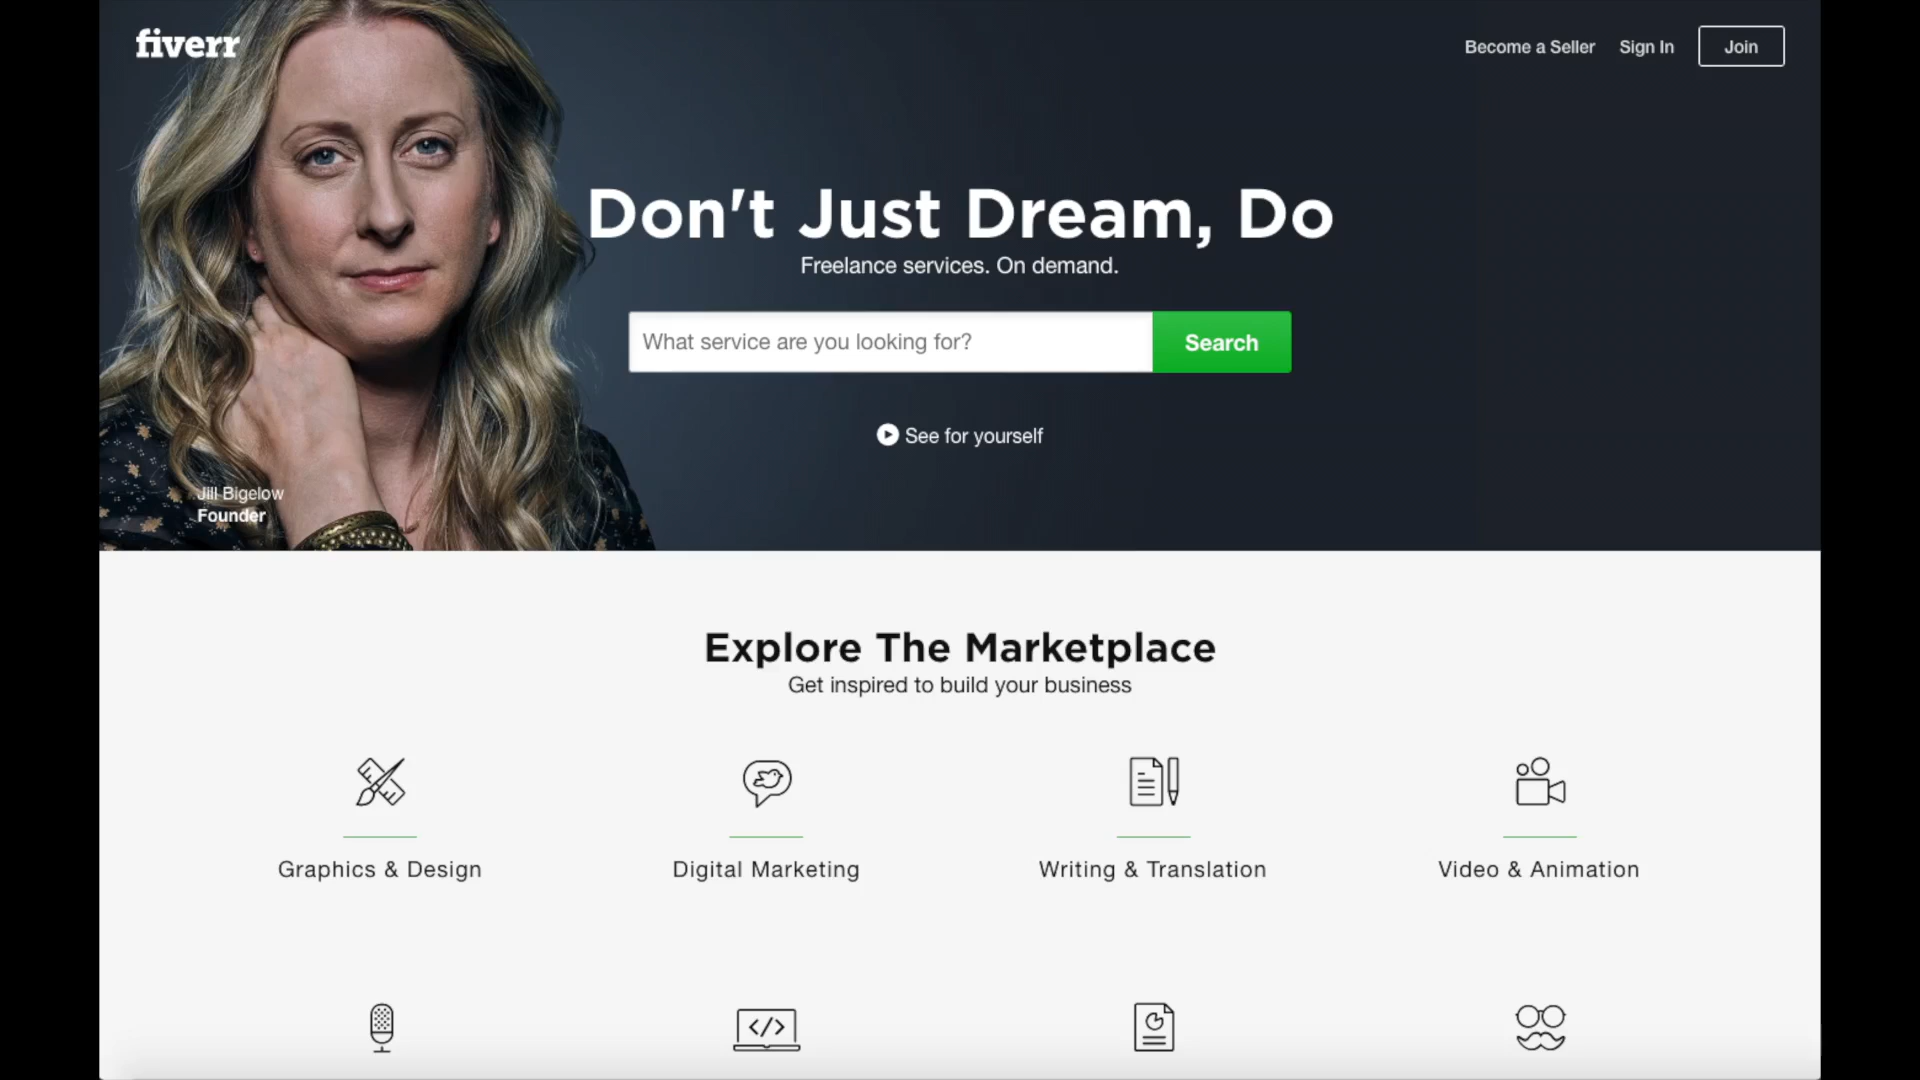 fiverr
Become a Seller
Sign In
Join
Don't Just Dream, Do
Freelance services. On demand.
What service are you looking for?
Search
See for yourself
Jill Bigelow
Founder
Explore The Marketplace
Get inspired to build your business
Graphics & Design
Digital Marketing
Writing & Translation
Video & Animation